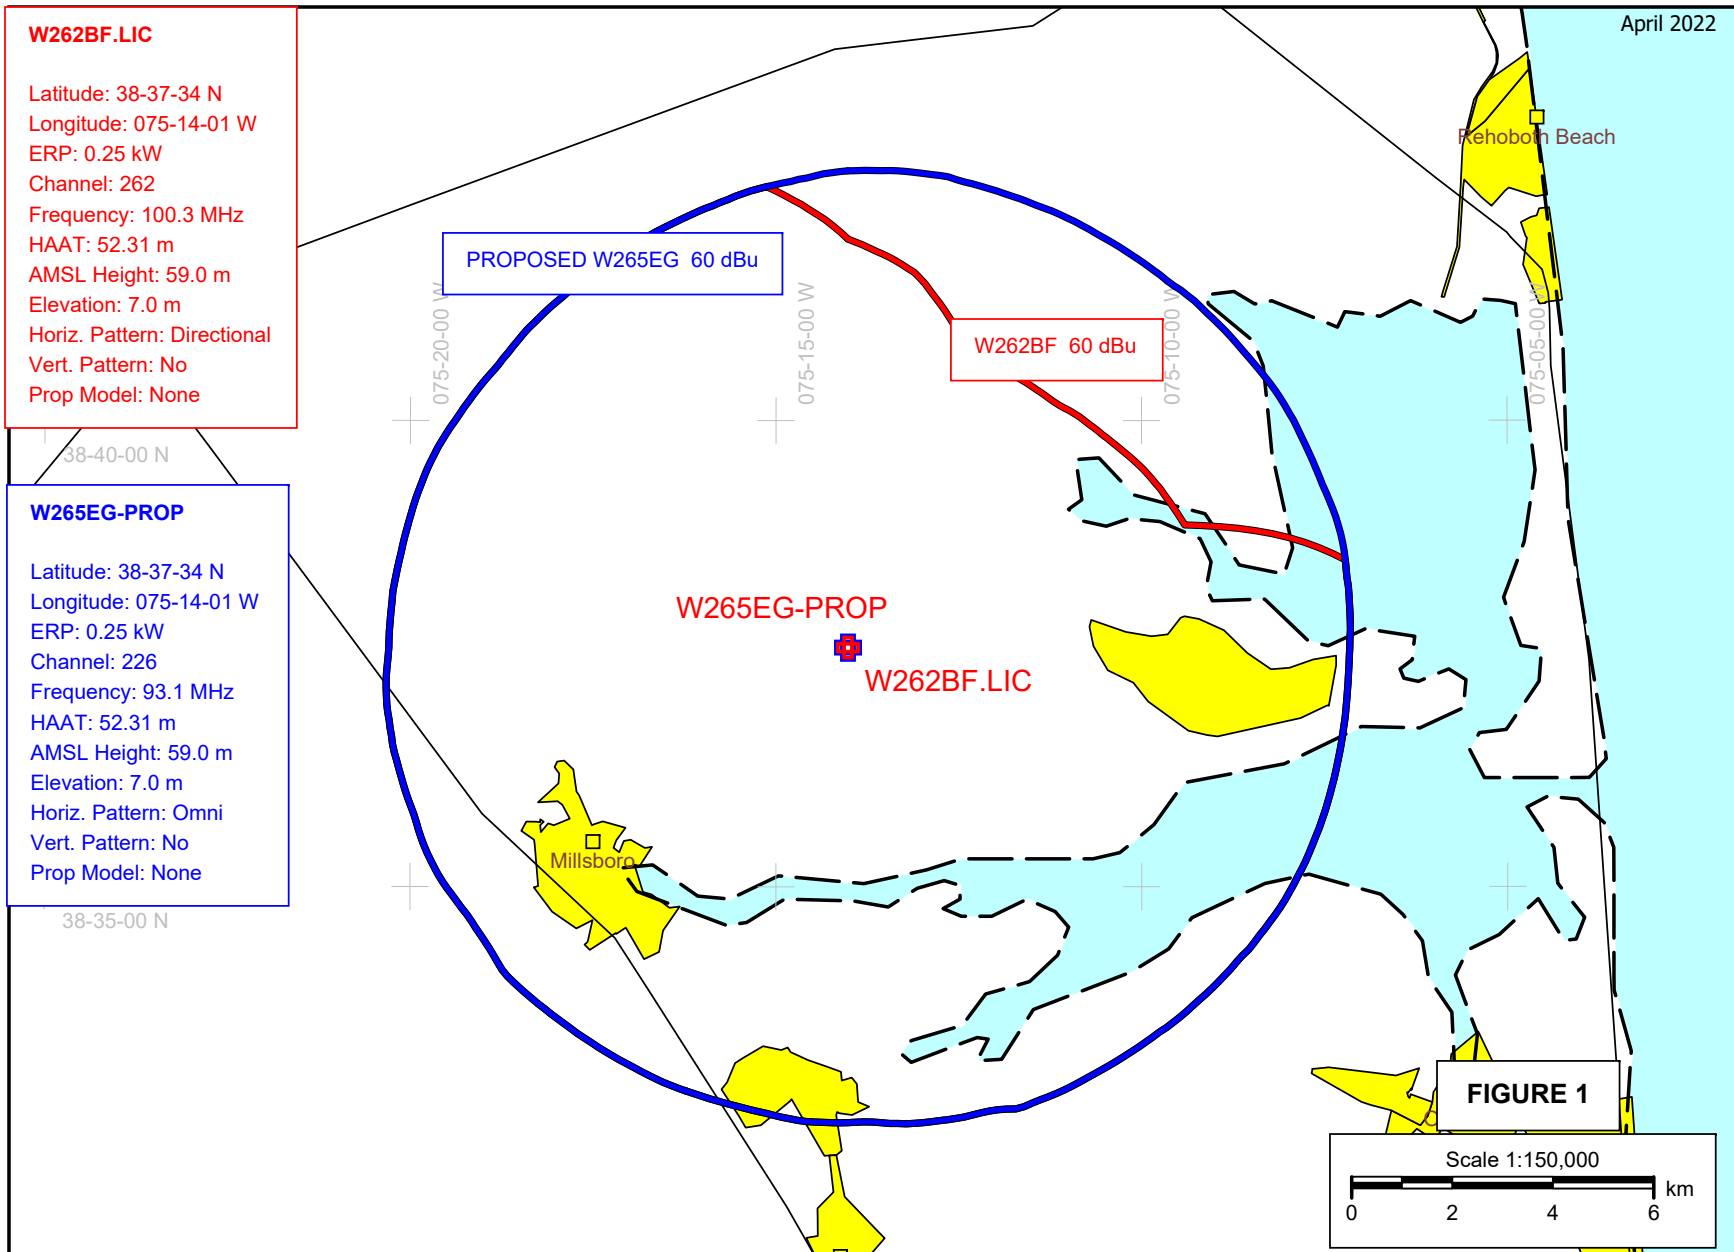 W262BF.LIC
Latitude: 38-37-34 N
Longitude: 075-14-01 W
ERP: 0.25 kW
Channel: 262
Frequency: 100.3 MHz
HAAT: 52.31 m
AMSL Height: 59.0 m
Elevation: 7.0 m
Horiz. Pattern: Directional
Vert. Pattern: No
Prop Model: None
April 2022
Rehoboth Beach
PROPOSED W265EG 60 dBu
W262BF 60 dBu
075-20-00 W
075-15-00 W
075-10-00 W
075-05-00 W
38-40-00 N
W265EG-PROP
Latitude: 38-37-34 N
Longitude: 075-14-01 W
ERP: 0.25 kW
Channel: 226
Frequency: 93.1 MHz
HAAT: 52.31 m
AMSL Height: 59.0 m
Elevation: 7.0 m
Horiz. Pattern: Omni
Vert. Pattern: No
Prop Model: None
W265EG-PROP
W262BF.LIC
Millsboro
38-35-00 N
FIGURE 1
Scale 1:150,000
km
0 2 4 6